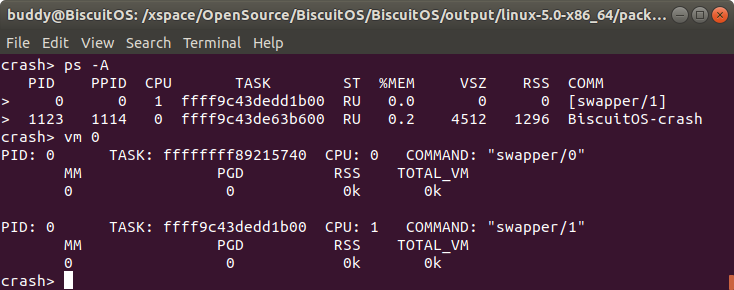 buddy@BiscuitOS: /xspace/OpenSource/BiscuitOS/BiscuitOS/output/linux-5.0-x86_64/pack...
File Edit View Search Terminal Help
crash> ps -A
   PID    PPID  CPU       TASK        ST  %MEM     VSZ    RSS  COMM
>     0      0   1  ffff9c43dedd1b00  RU   0.0       0      0  [swapper/1]
>  1123   1114   0  ffff9c43de63b600  RU   0.2    4512   1296  BiscuitOS-crash
crash> vm 0
PID: 0      TASK: ffffffff89215740  CPU: 0   COMMAND: "swapper/0"
       MM               PGD          RSS    TOTAL_VM
       0                 0            0k       0k
PID: 0      TASK: ffff9c43dedd1b00  CPU: 1   COMMAND: "swapper/1"
       MM               PGD          RSS    TOTAL_VM
       0                 0            0k       0k
crash>